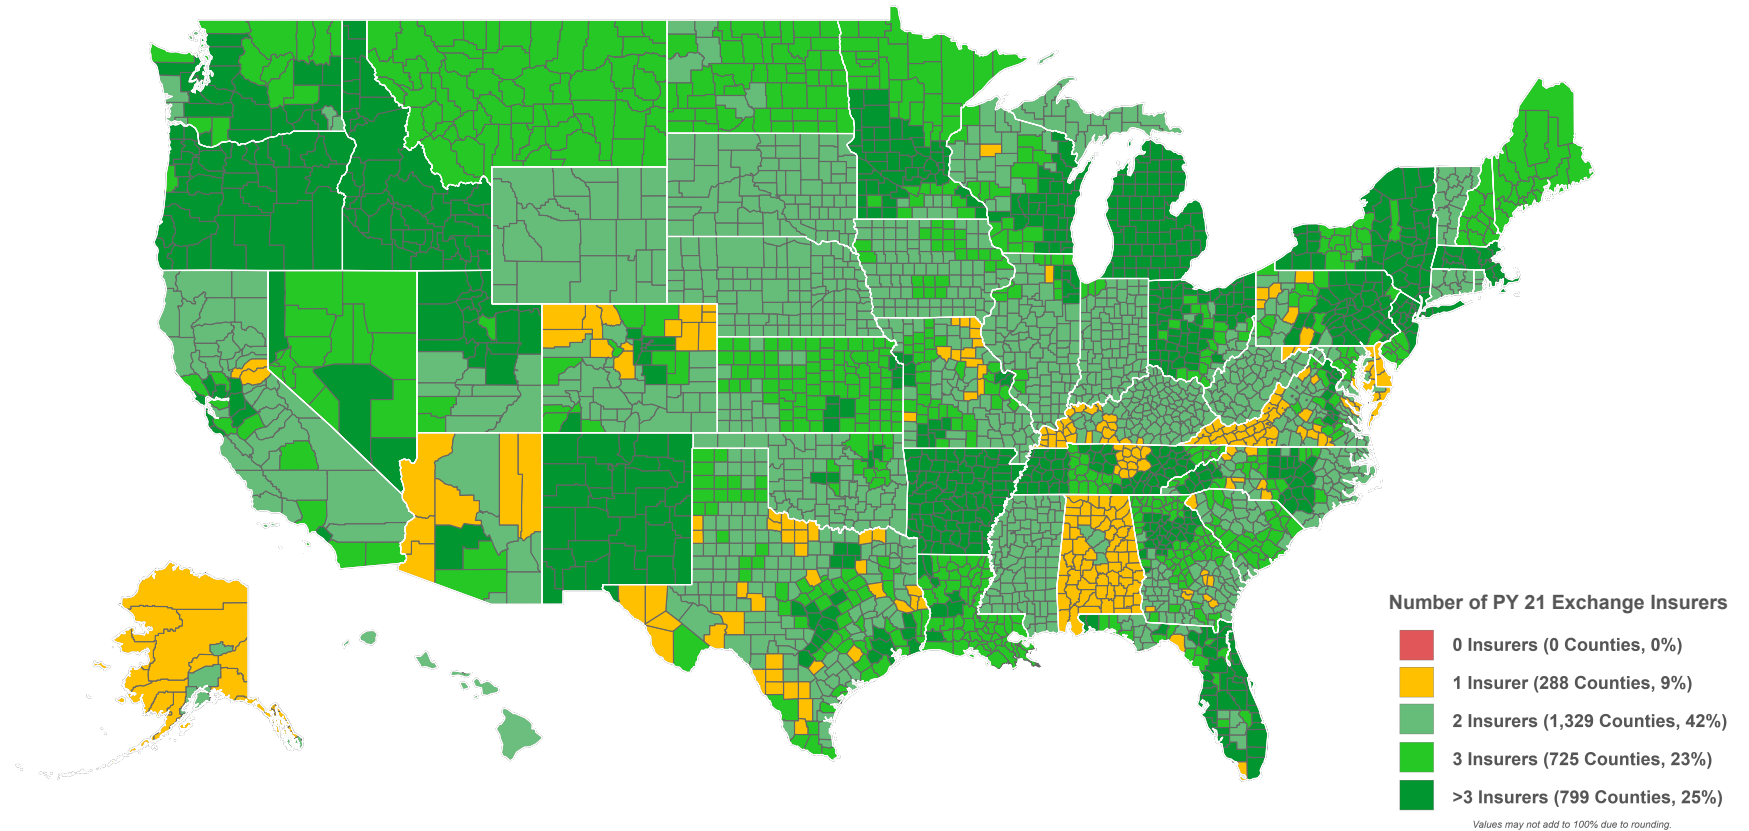 Number of PY 21 Exchange Insurers
0 Insurers (0 Counties, 0%)
1 Insurer (288 Counties, 9%)
2 Insurers (1,329 Counties, 42%)
3 Insurers (725 Counties, 23%)
>3 Insurers (799 Counties, 25%)
Values may not add to 100% due to rounding.